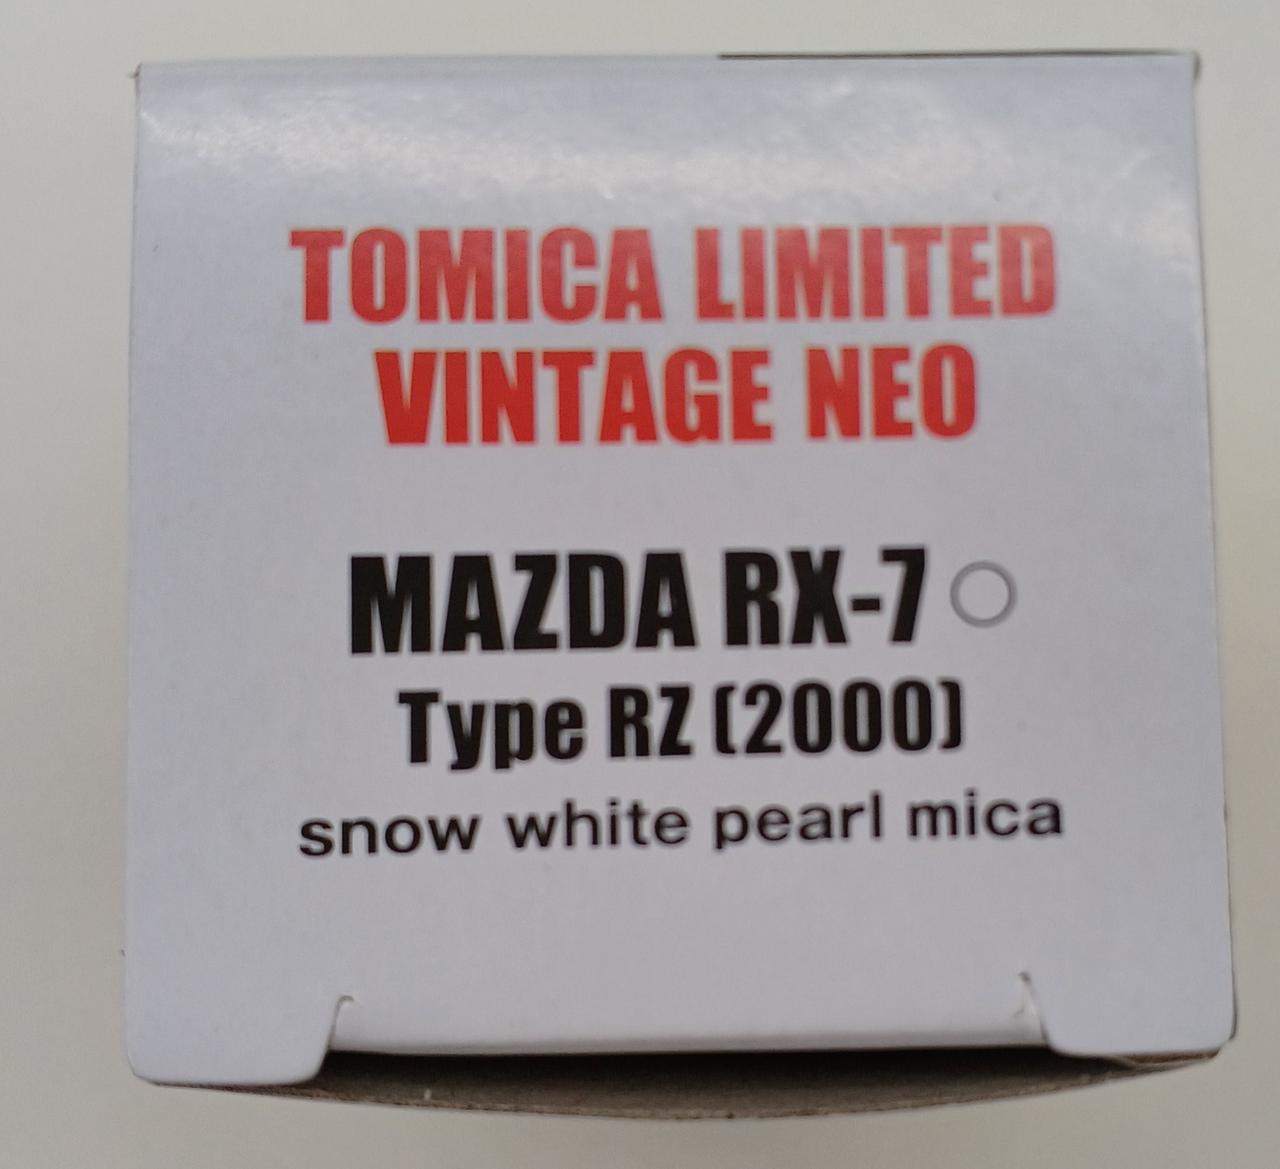 TOMICA LIMITED
VINTAGE NEO
MAZDA RX-7
Type RZ (2000)
snow white pearl mica